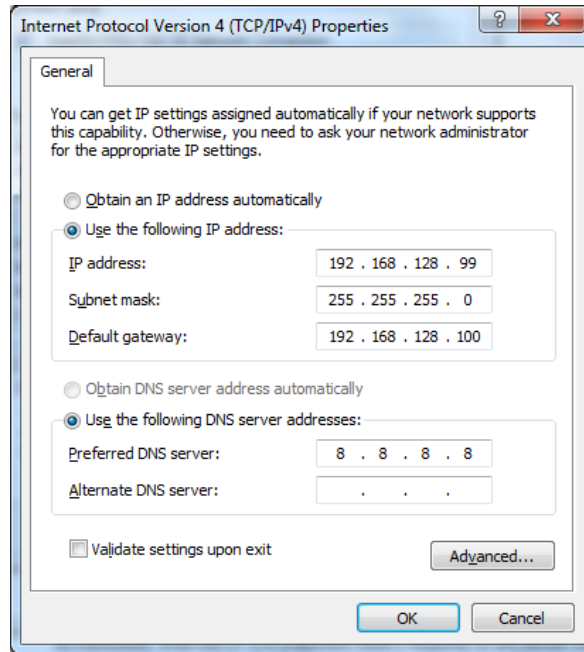 Internet Protocol Version 4 (TCP/IPv4) Properties
?
X
General
You can get IP settings assigned automatically if your network supports
this capability. Otherwise, you need to ask your network administrator
for the appropriate IP settings.
Obtain an IP address automatically
Use the following IP address:
IP address: 192 . 168 . 128 . 99
Subnet mask: 255 . 255 . 255 . 0
Default gateway: 192 . 168 . 128 . 100
Obtain DNS server address automatically
Use the following DNS server addresses:
Preferred DNS server: 8 . 8 . 8 . 8
Alternate DNS server: . . .
Validate settings upon exit
Advanced...
OK Cancel